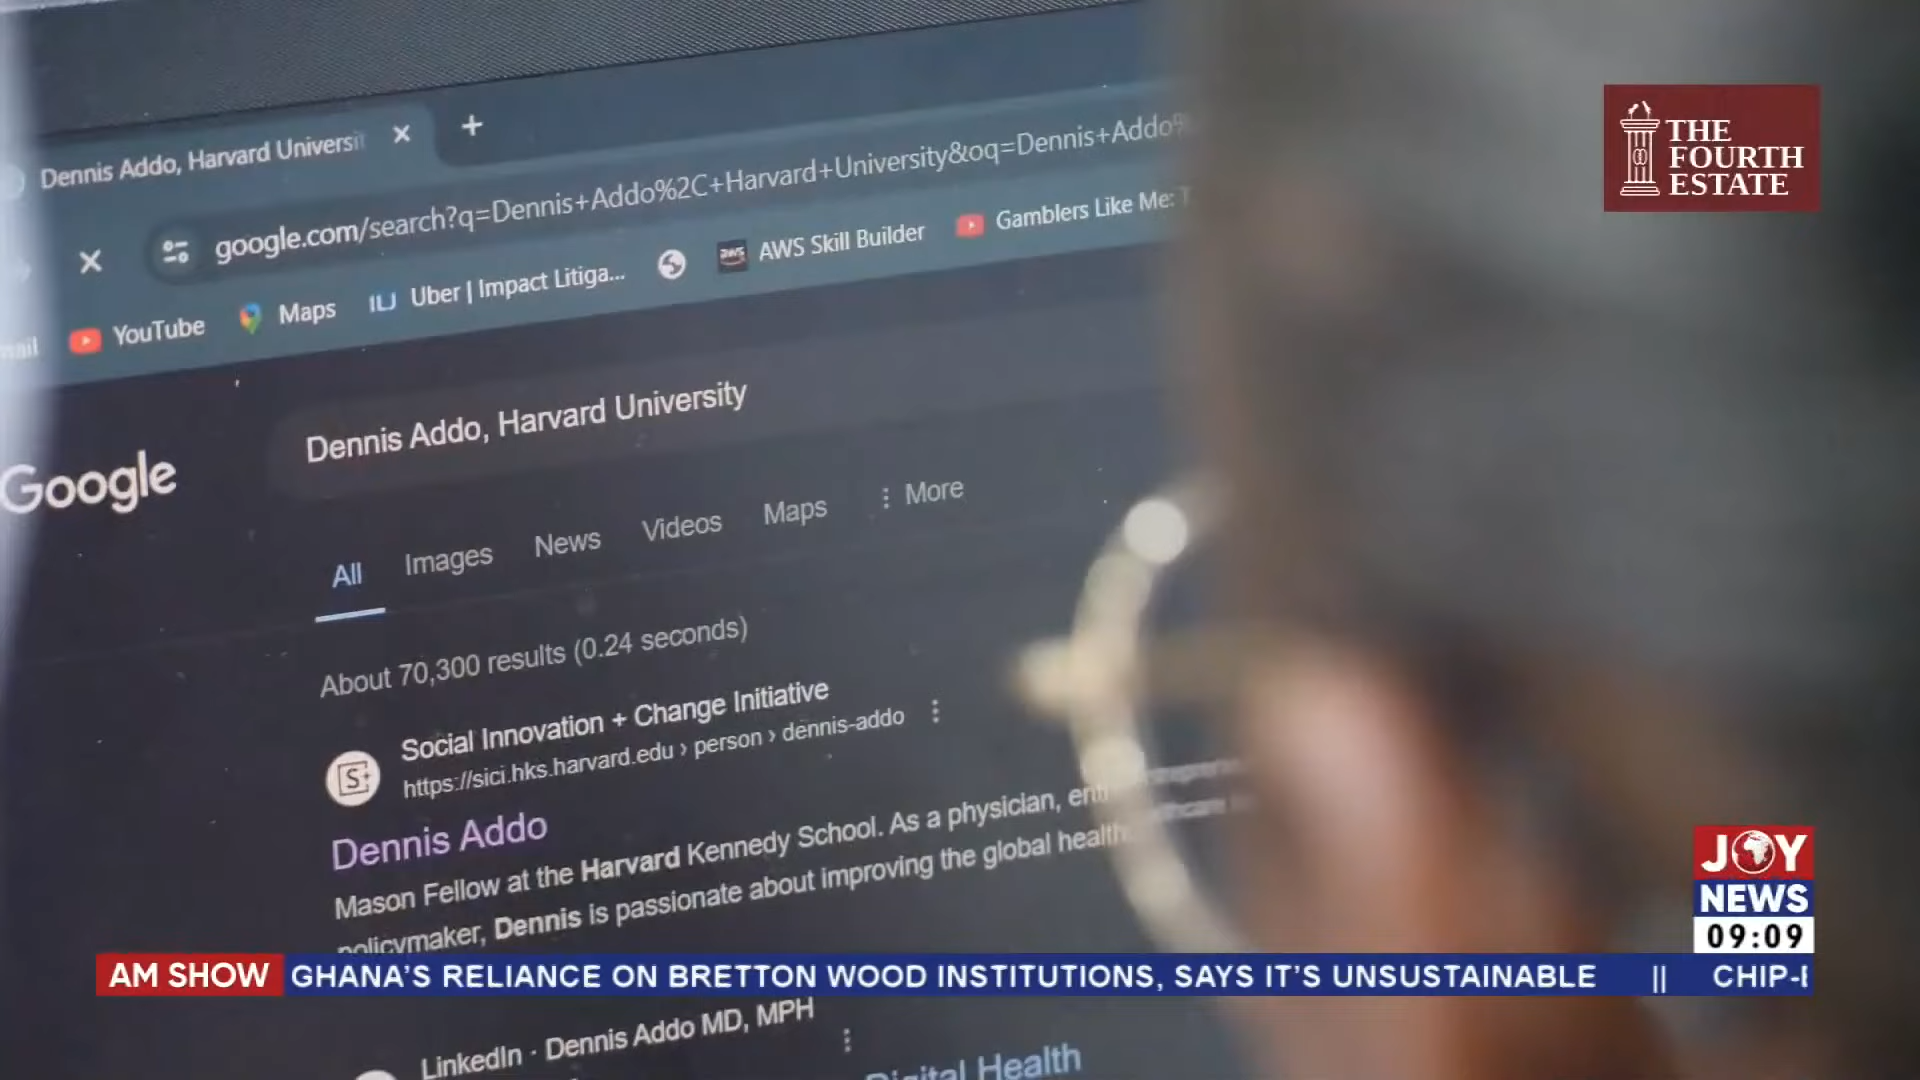 Dennis Addo, Harvard Universit
google.com/search?q=Dennis+Addo%2C+Harvard+University&oq=Dennis+Addo%
YouTube
Maps
Uber | Impact Litiga...
aws
AWS Skill Builder
Gamblers Like Me: T
THE
FOURTH
ESTATE
Google
Dennis Addo, Harvard University
All Images News Videos Maps More
About 70,300 results (0.24 seconds)
S+
Social Innovation + Change Initiative
https://sici.hks.harvard.edu › person › dennis-addo
Dennis Addo
Mason Fellow at the Harvard Kennedy School. As a physician,
policymaker, Dennis is passionate about improving the global health
JOY
NEWS
09:09
AM SHOW
GHANA'S RELIANCE ON BRETTON WOOD INSTITUTIONS, SAYS IT'S UNSUSTAINABLE || CHIP-
LinkedIn · Dennis Addo MD, MPH
Digital Health